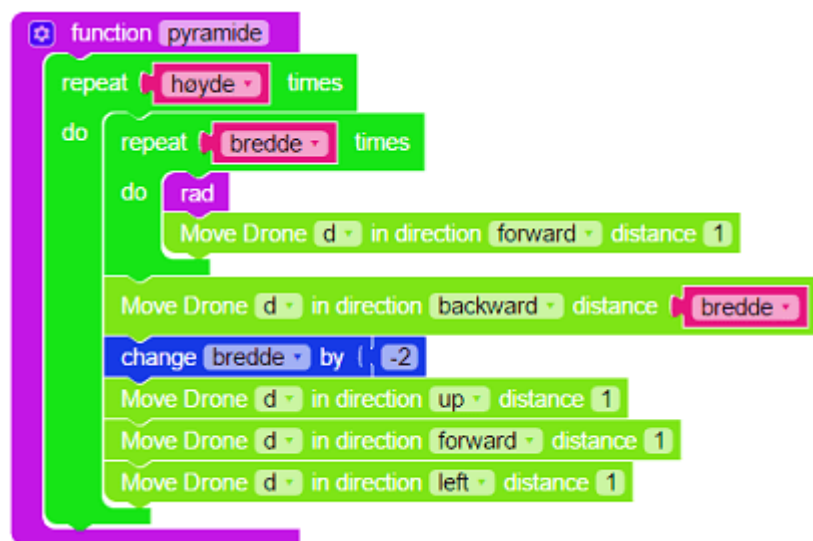 function pyramide
repeat høyde times
do repeat bredde times
do rad
Move Drone d in direction forward distance 1
Move Drone d in direction backward distance bredde
change bredde by -2
Move Drone d in direction up distance 1
Move Drone d in direction forward distance 1
Move Drone d in direction left distance 1